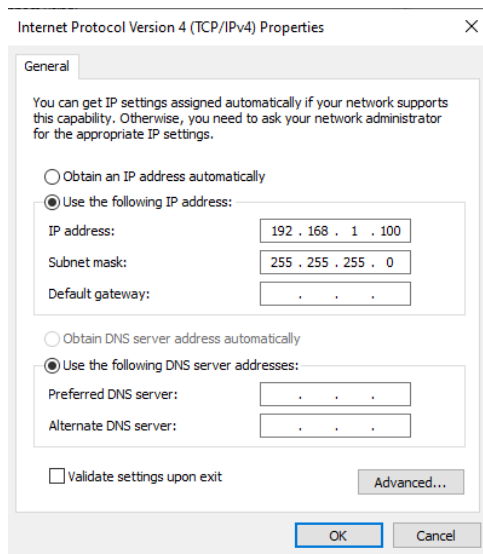 Internet Protocol Version 4 (TCP/IPv4) Properties
General
You can get IP settings assigned automatically if your network supports
this capability. Otherwise, you need to ask your network administrator
for the appropriate IP settings.
Obtain an IP address automatically
Use the following IP address:
IP address: 192 . 168 . 1 . 100
Subnet mask: 255 . 255 . 255 . 0
Default gateway: . . .
Obtain DNS server address automatically
Use the following DNS server addresses:
Preferred DNS server: . . .
Alternate DNS server: . . .
Validate settings upon exit
Advanced...
OK Cancel